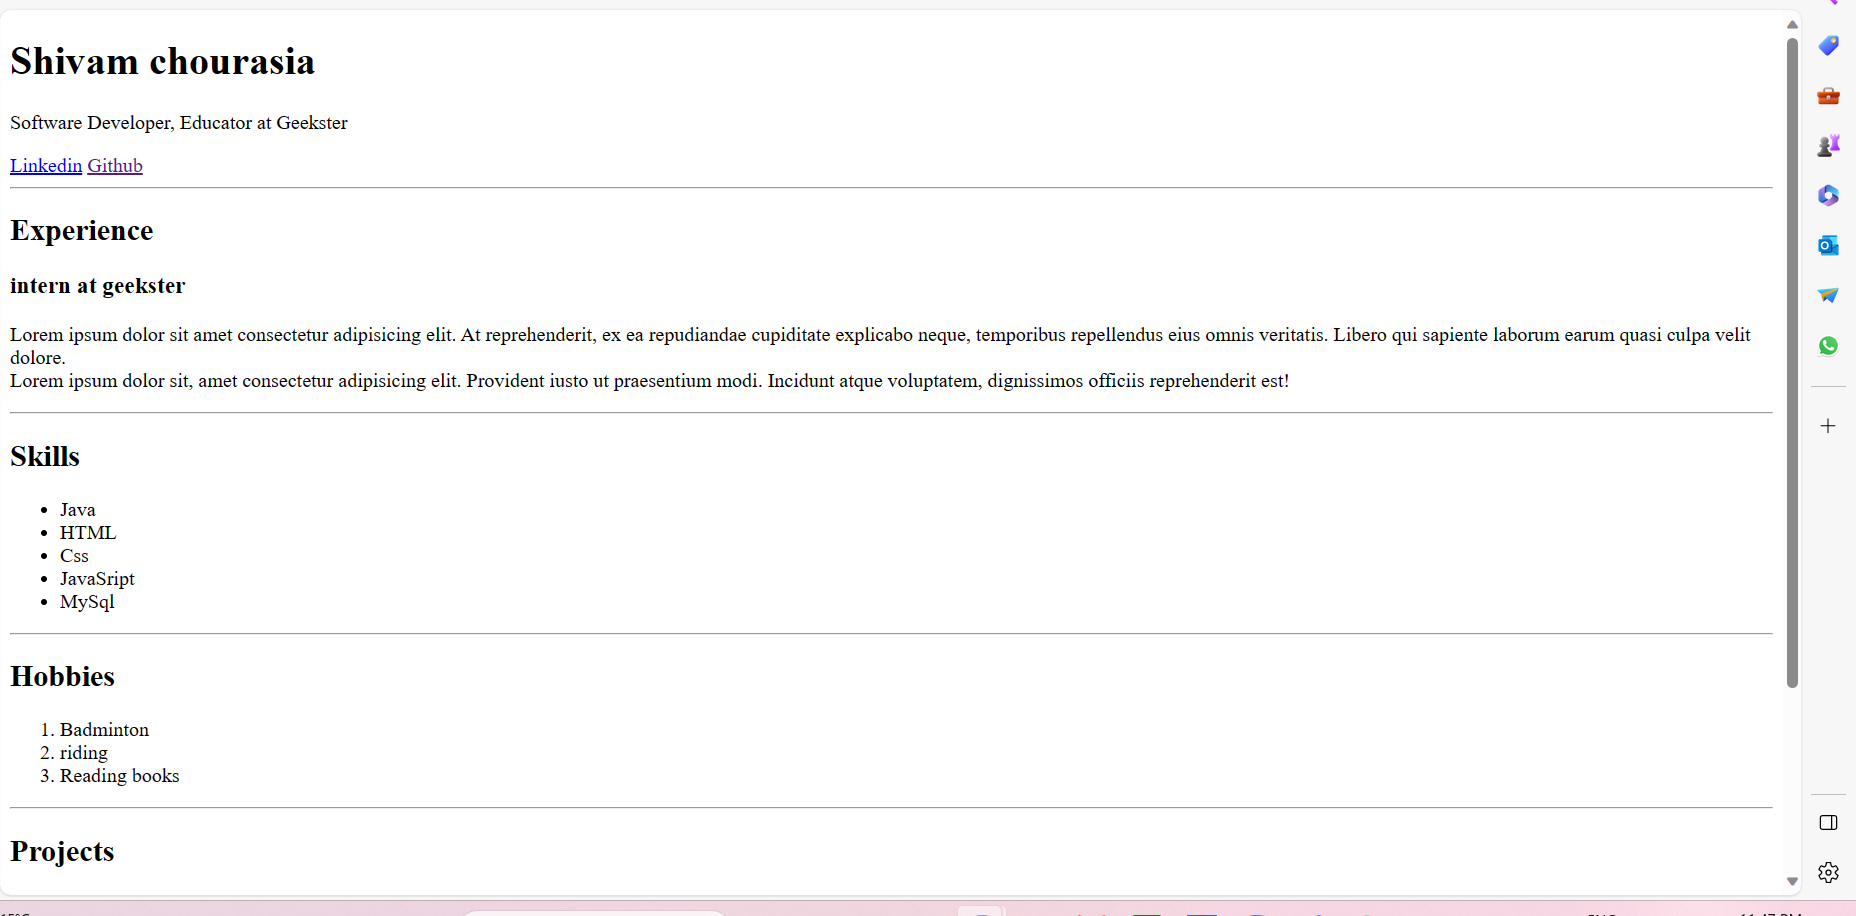 Shivam chourasia
Software Developer, Educator at Geekster
Linkedin Github
Experience
intern at geekster
Lorem ipsum dolor sit amet consectetur adipisicing elit. At reprehenderit, ex ea repudiandae cupiditate explicabo neque, temporibus repellendus eius omnis veritatis. Libero qui sapiente laborum earum quasi culpa velit
dolore.
Lorem ipsum dolor sit, amet consectetur adipisicing elit. Provident iusto ut praesentium modi. Incidunt atque voluptatem, dignissimos officiis reprehenderit est!
Skills
• Java
• HTML
• Css
• JavaSript
• MySql
Hobbies
1. Badminton
2. riding
3. Reading books
Projects